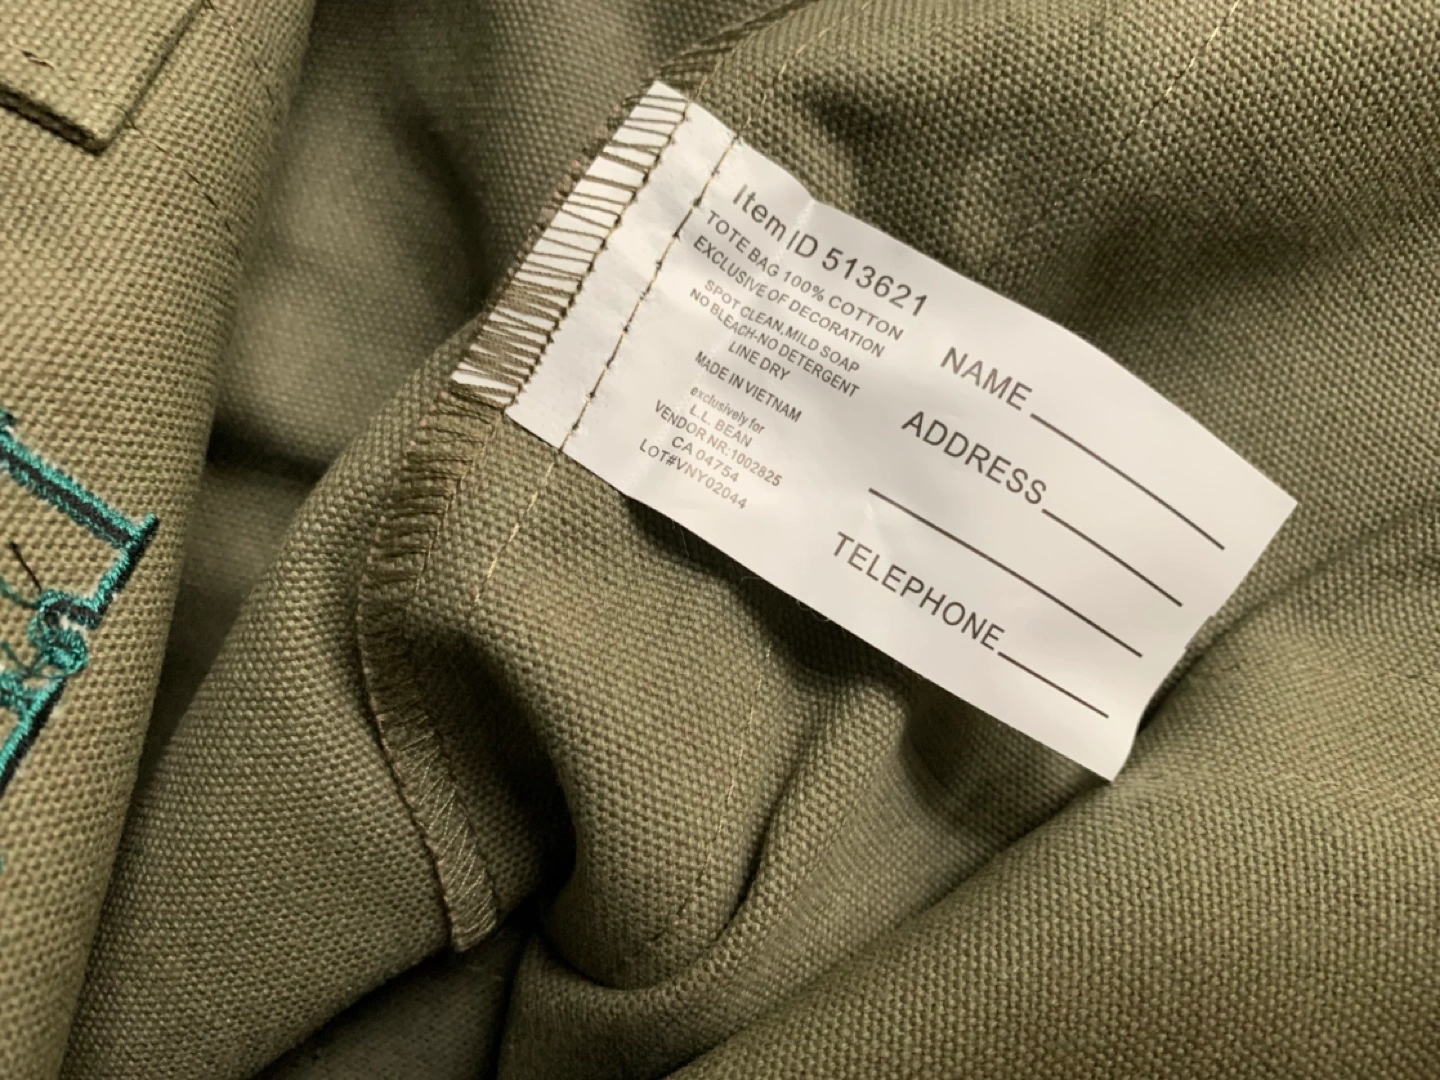 Item ID 513621
TOTE BAG 100% COTTON
EXCLUSIVE OF DECORATION
SPOT CLEAN,MILD SOAP
NO BLEACH-NO DETERGENT
LINE DRY
MADE IN VIETNAM
exclusively for
L.L. BEAN
VENDOR NR:1002825
CA 04754
LOT#VNY02044
NAME
ADDRESS
TELEPHONE